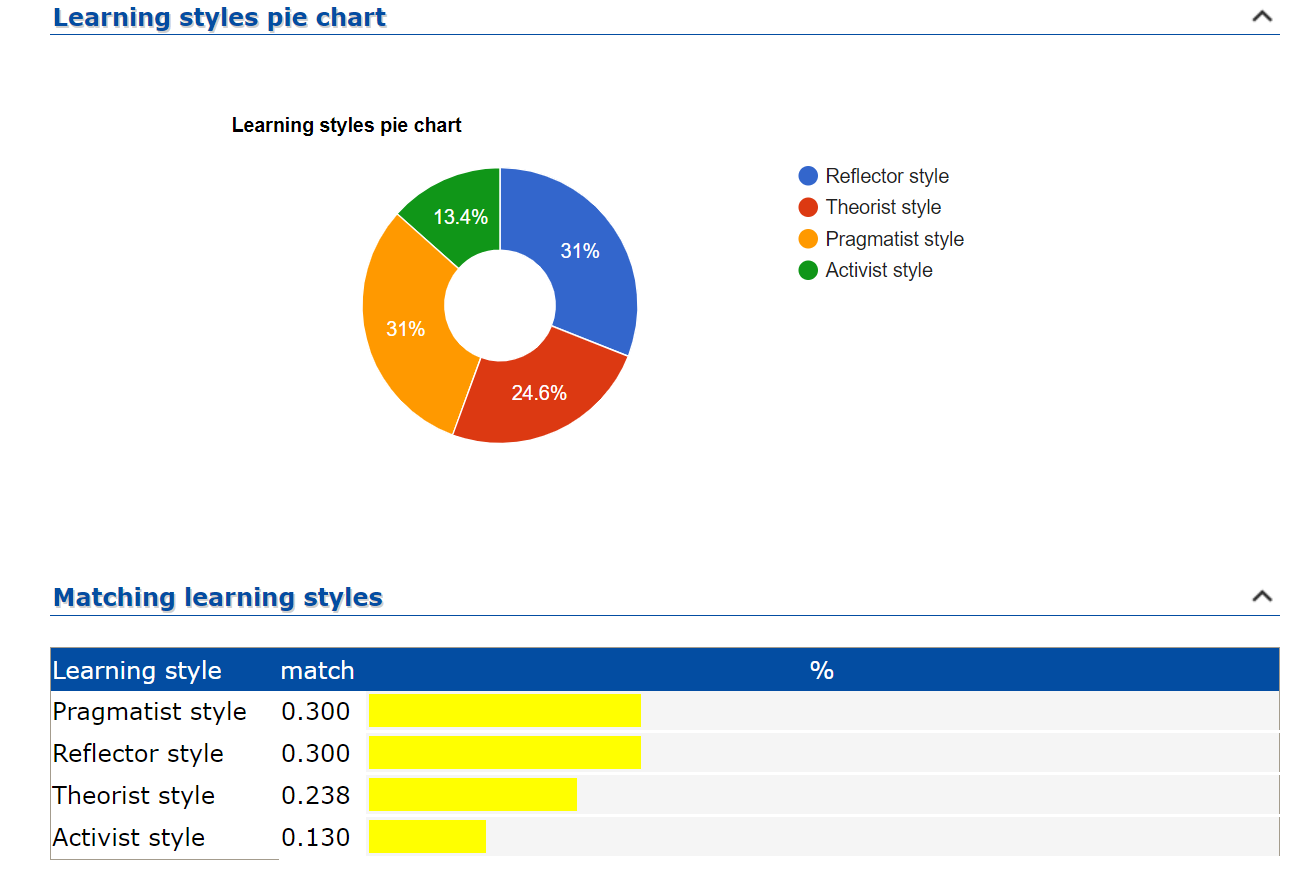 Learning styles pie chart
Learning styles pie chart
13.4%
31%
31%
24.6%
Reflector style
Theorist style
Pragmatist style
Activist style
Matching learning styles
Learning style match %
Pragmatist style 0.300
Reflector style 0.300
Theorist style 0.238
Activist style 0.130